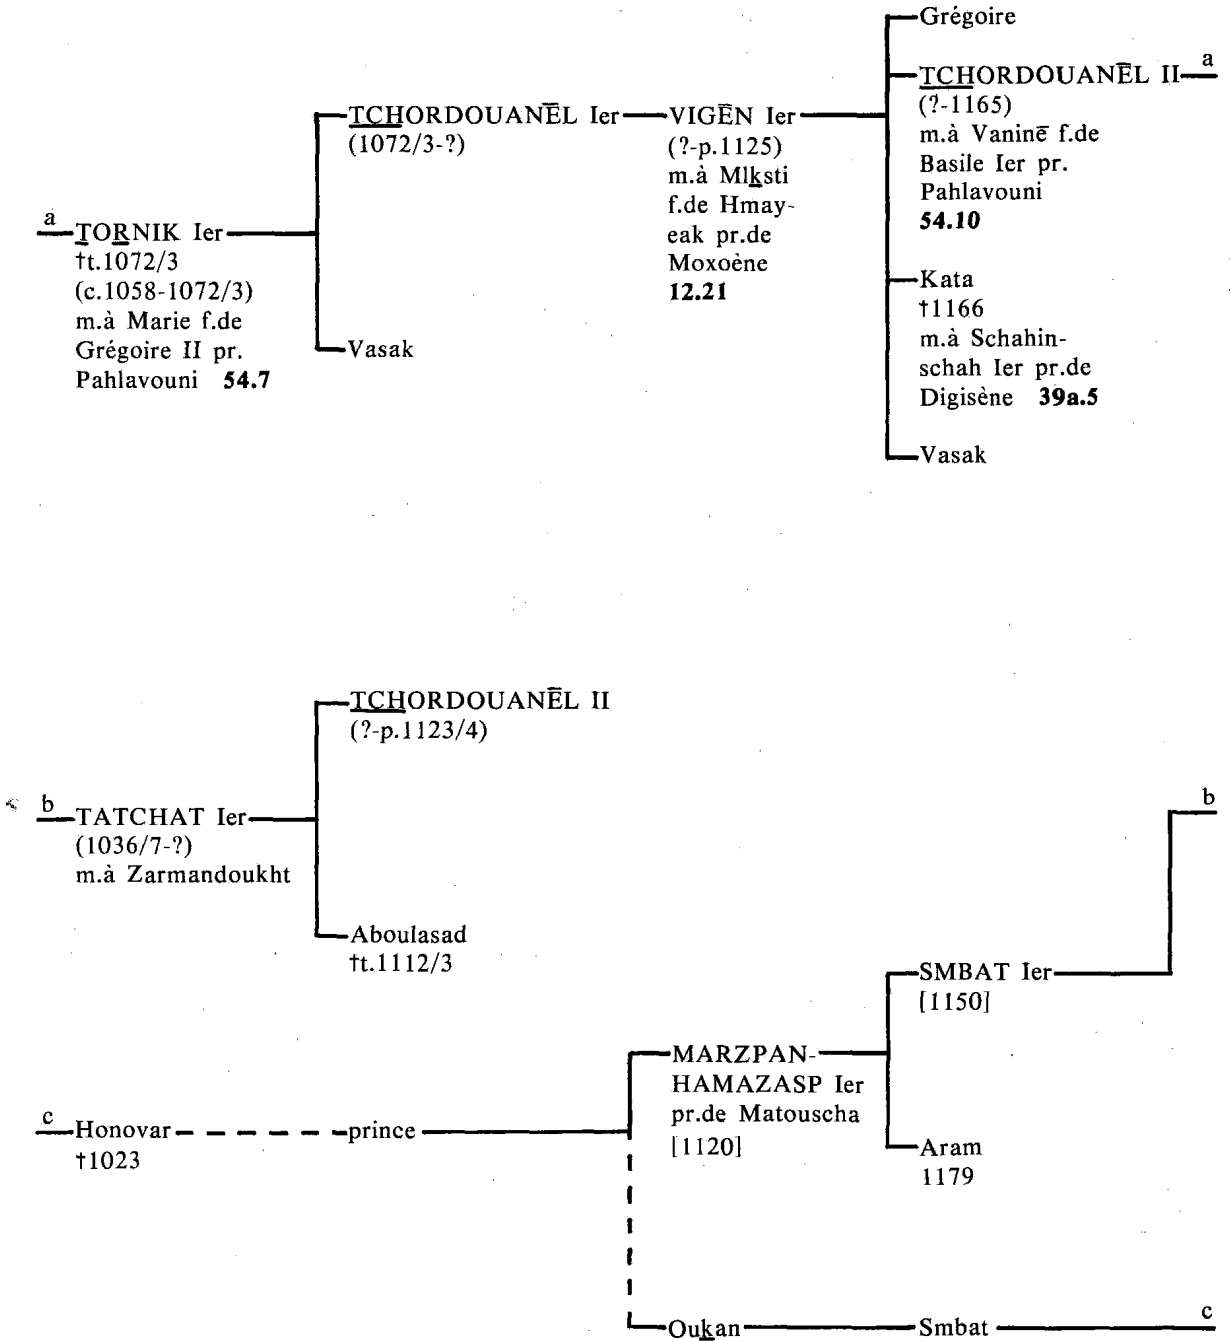 Grégoire
a
TCHORDOUANĒL II
(?-1165)
m.à Vaninē f.de
Basile Ier pr.
Pahlavouni
54.10
TCHORDOUANĒL Ier
(1072/3-?)
VIGĒN Ier
(?-p.1125)
m.à Mlksti
f.de Hmay-
eak pr.de
Moxoène
12.21
a
TORNIK Ier
†t.1072/3
(c.1058-1072/3)
m.à Marie f.de
Grégoire II pr.
Pahlavouni 54.7
Vasak
Kata
†1166
m.à Schahin-
schah Ier pr.de
Digisène 39a.5
Vasak
TCHORDOUANĒL II
(?-p.1123/4)
b
TATCHAT Ier
(1036/7-?)
m.à Zarmandoukht
b
Aboulasad
†t.1112/3
SMBAT Ier
[1150]
MARZPAN-
HAMAZASP Ier
pr.de Matouscha
[1120]
c
Honovar
†1023
prince
Aram
1179
Oukan
Smbat
c